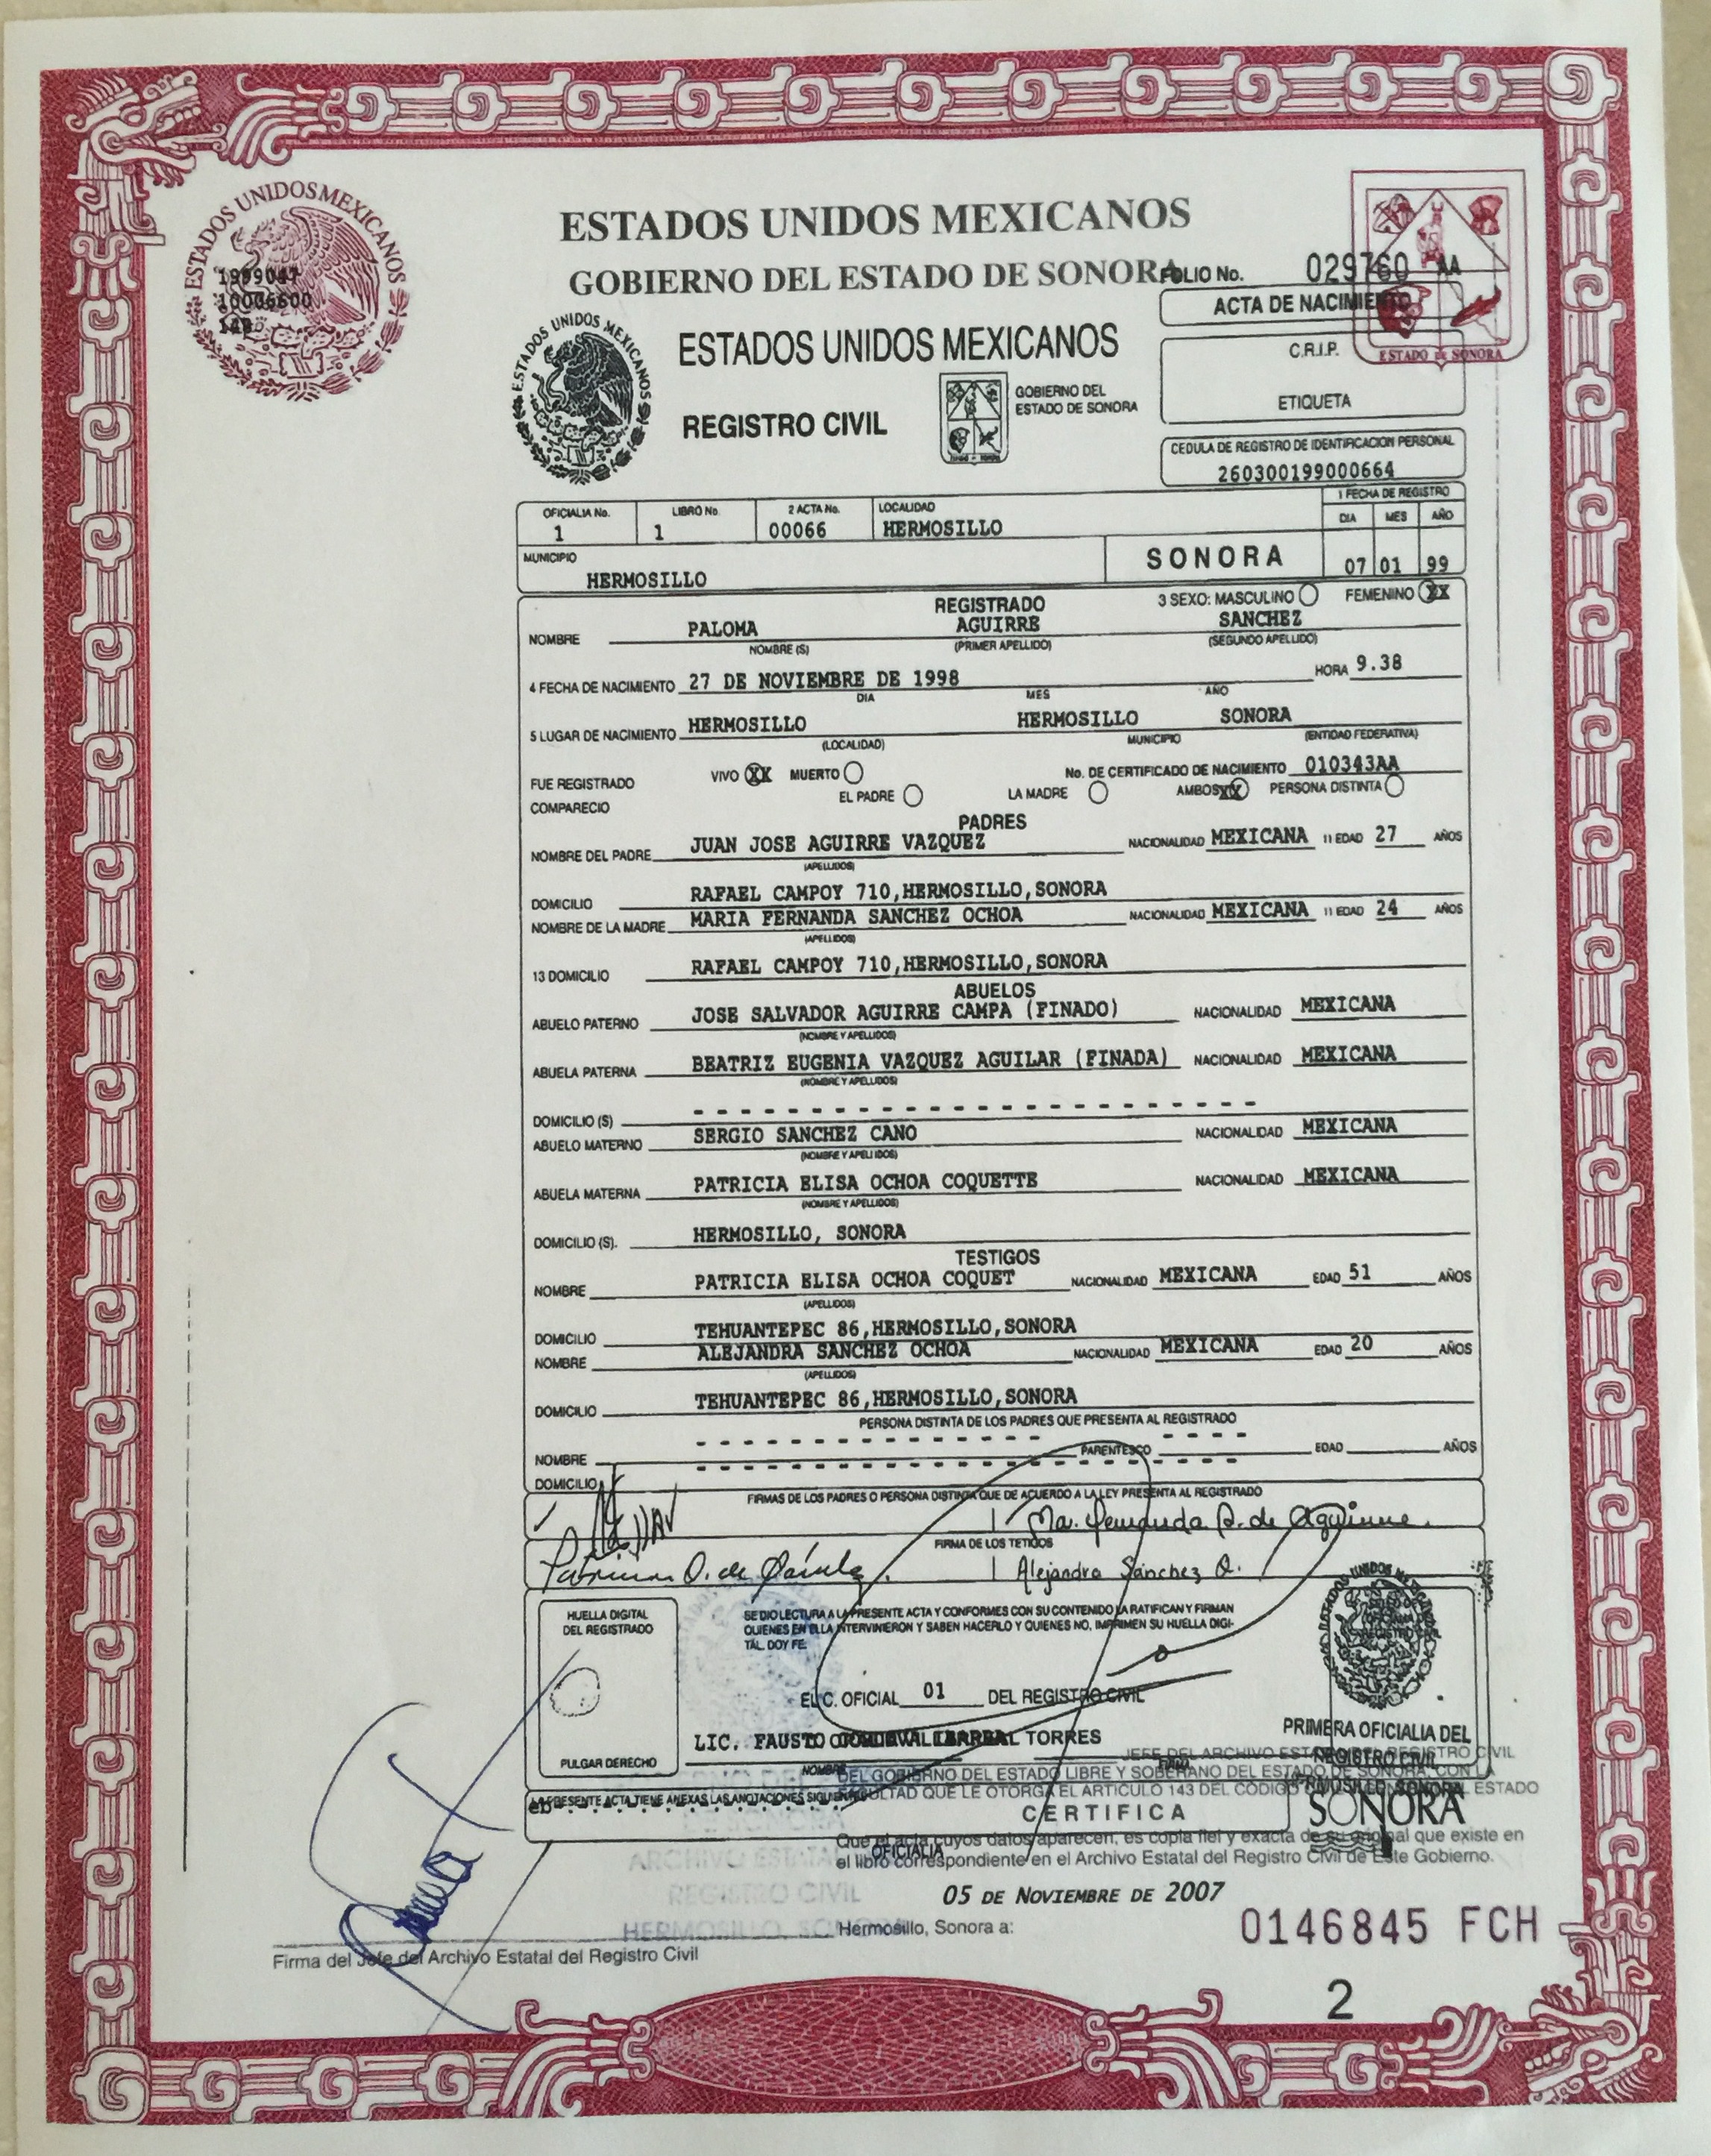 ESTADOS UNIDOS MEXICANOS
1999047
10006600
ESTADOS UNIDOS MEXICANOS
GOBIERNO DEL ESTADO DE SONORA
FOLIO No. 029760 AA
ACTA DE NACIMIENTO
ESTADO DE SONORA
ESTADOS UNIDOS MEXICANOS
ESTADOS UNIDOS MEXICANOS
REGISTRO CIVIL
GOBIERNO DEL
ESTADO DE SONORA
C.R.I.P.
ETIQUETA
CEDULA DE REGISTRO DE IDENTIFICACION PERSONAL
260300199000664
OFICIALIA No. LIBRO No. 2 ACTA No. LOCALIDAD 1 FECHA DE REGISTRO
1 1 00066 HERMOSILLO DIA MES AÑO
MUNICIPIO
HERMOSILLO SONORA 07 01 99
REGISTRADO 3 SEXO: MASCULINO FEMENINO XX
NOMBRE PALOMA AGUIRRE SANCHEZ
NOMBRE (S) (PRIMER APELLIDO) (SEGUNDO APELLIDO)
4 FECHA DE NACIMIENTO 27 DE NOVIEMBRE DE 1998 HORA 9.38
DIA MES AÑO
5 LUGAR DE NACIMIENTO HERMOSILLO HERMOSILLO SONORA
(LOCALIDAD) MUNICIPIO (ENTIDAD FEDERATIVA)
FUE REGISTRADO VIVO XX MUERTO No. DE CERTIFICADO DE NACIMIENTO 010343AA
COMPARECIO EL PADRE LA MADRE AMBOS XX PERSONA DISTINTA
PADRES
NOMBRE DEL PADRE JUAN JOSE AGUIRRE VAZQUEZ NACIONALIDAD MEXICANA 11 EDAD 27 AÑOS
(APELLIDOS)
DOMICILIO RAFAEL CAMPOY 710,HERMOSILLO,SONORA
NOMBRE DE LA MADRE MARIA FERNANDA SANCHEZ OCHOA NACIONALIDAD MEXICANA 11 EDAD 24 AÑOS
(APELLIDOS)
13 DOMICILIO RAFAEL CAMPOY 710,HERMOSILLO,SONORA
ABUELOS
ABUELO PATERNO JOSE SALVADOR AGUIRRE CAMPA (FINADO) NACIONALIDAD MEXICANA
(NOMBRE Y APELLIDOS)
ABUELA PATERNA BEATRIZ EUGENIA VAZQUEZ AGUILAR (FINADA) NACIONALIDAD MEXICANA
(NOMBRE Y APELLIDOS)
DOMICILIO (S) - - - - - - - - - - - - - - - - - - - - - - - -
ABUELO MATERNO SERGIO SANCHEZ CANO NACIONALIDAD MEXICANA
(NOMBRE Y APELLIDOS)
ABUELA MATERNA PATRICIA ELISA OCHOA COQUETTE NACIONALIDAD MEXICANA
(NOMBRE Y APELLIDOS)
DOMICILIO (S). HERMOSILLO, SONORA
TESTIGOS
NOMBRE PATRICIA ELISA OCHOA COQUET NACIONALIDAD MEXICANA EDAD 51 AÑOS
(APELLIDOS)
DOMICILIO TEHUANTEPEC 86,HERMOSILLO,SONORA
NOMBRE ALEJANDRA SANCHEZ OCHOA NACIONALIDAD MEXICANA EDAD 20 AÑOS
(APELLIDOS)
DOMICILIO TEHUANTEPEC 86,HERMOSILLO,SONORA
PERSONA DISTINTA DE LOS PADRES QUE PRESENTA AL REGISTRADO
NOMBRE PARENTESCO EDAD AÑOS
DOMICILIO
FIRMAS DE LOS PADRES O PERSONA DISTINTA QUE DE ACUERDO A LA LEY PRESENTA AL REGISTRADO
Ma. Fernanda S. de Aguirre.
FIRMA DE LOS TETIGOS
Patricia O. de Sánchez. Alejandra Sánchez O.
HUELLA DIGITAL
DEL REGISTRADO
SE DIO LECTURA A LA PRESENTE ACTA Y CONFORMES CON SU CONTENIDO LA RATIFICAN Y FIRMAN
QUIENES EN ELLA INTERVINIERON Y SABEN HACERLO Y QUIENES NO, IMPRIMEN SU HUELLA DIGI-
TAL. DOY FE.
EL C. OFICIAL 01 DEL REGISTRO CIVIL
LIC. FAUSTO TORRES
PULGAR DERECHO
NOMBRE
PRIMERA OFICIALIA DEL
REGISTRO CIVIL
HERMOSILLO, SONORA
JEFE DEL ARCHIVO ESTATAL DEL REGISTRO CIVIL
DEL GOBIERNO DEL ESTADO LIBRE Y SOBERANO DEL ESTADO DE SONORA, CON LA
FACULTAD QUE LE OTORGA EL ARTICULO 143 DEL CODIGO ESTADO
LA PRESENTE ACTA TIENE ANEXAS LAS ANOTACIONES SIGUIENTES
eb
CERTIFICA
SONORA
Que el acta cuyos datos aparecen, es copia fiel y exacta de su original que existe en
el libro correspondiente en el Archivo Estatal del Registro Civil de Este Gobierno.
OFICIALIA
ARCHIVO ESTATAL
REGISTRO CIVIL
HERMOSILLO, SONORA
05 DE NOVIEMBRE DE 2007
Hermosillo, Sonora a:
Firma del Jefe del Archivo Estatal del Registro Civil
0146845 FCH
2